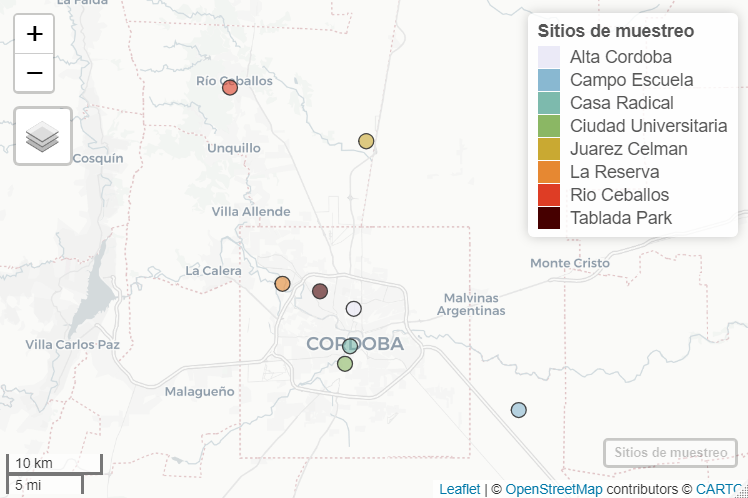 La Falda
+
−
Río Ceballos
Cosquín
Unquillo
Villa Allende
La Calera
Monte Cristo
Malvinas
Argentinas
CORDOBA
Villa Carlos Paz
Malagueño
Sitios de muestreo
Alta Cordoba
Campo Escuela
Casa Radical
Ciudad Universitaria
Juarez Celman
La Reserva
Rio Ceballos
Tablada Park
Sitios de muestreo
10 km
5 mi
Leaflet | © OpenStreetMap contributors © CARTO